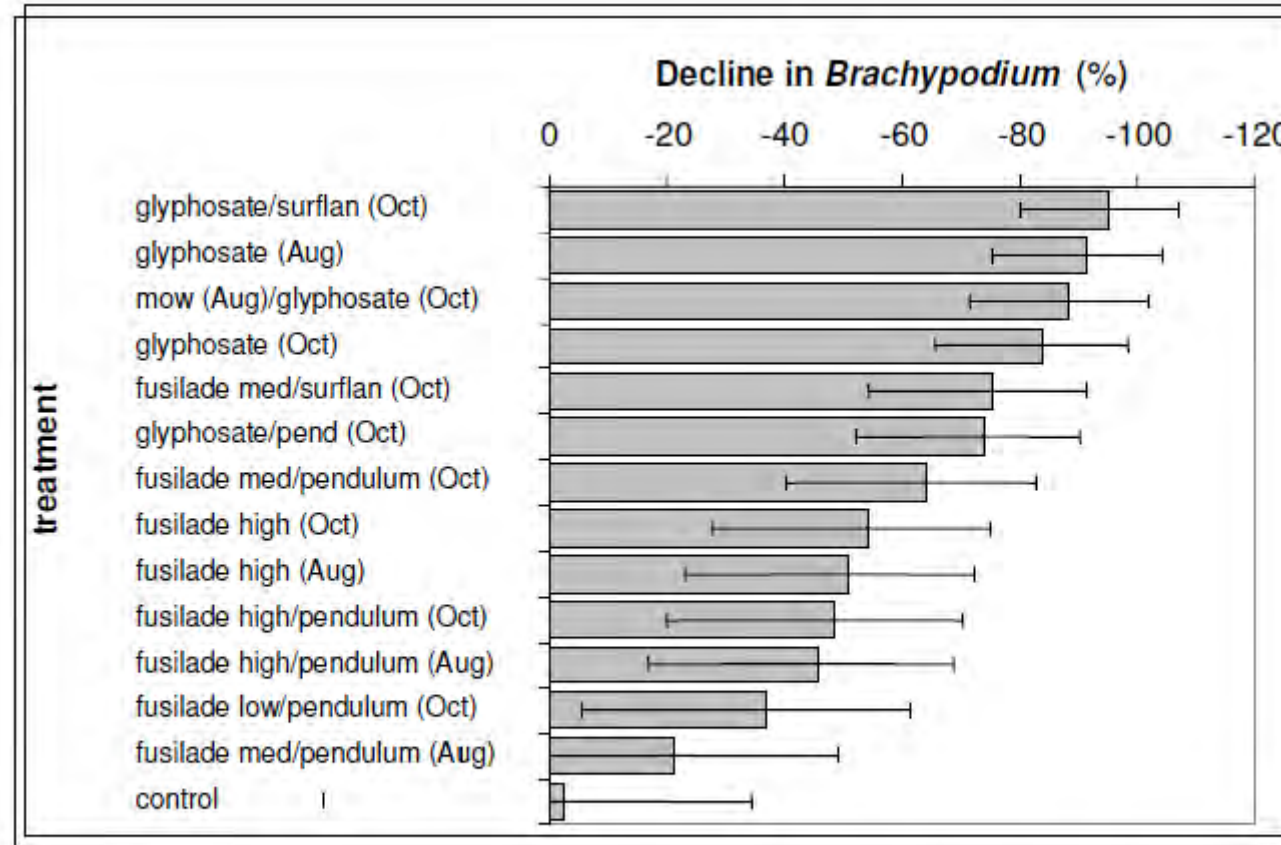 Decline in Brachypodium (%)
0 -20 -40 -60 -80 -100 -120
treatment
glyphosate/surflan (Oct)
glyphosate (Aug)
mow (Aug)/glyphosate (Oct)
glyphosate (Oct)
fusilade med/surflan (Oct)
glyphosate/pend (Oct)
fusilade med/pendulum (Oct)
fusilade high (Oct)
fusilade high (Aug)
fusilade high/pendulum (Oct)
fusilade high/pendulum (Aug)
fusilade low/pendulum (Oct)
fusilade med/pendulum (Aug)
control